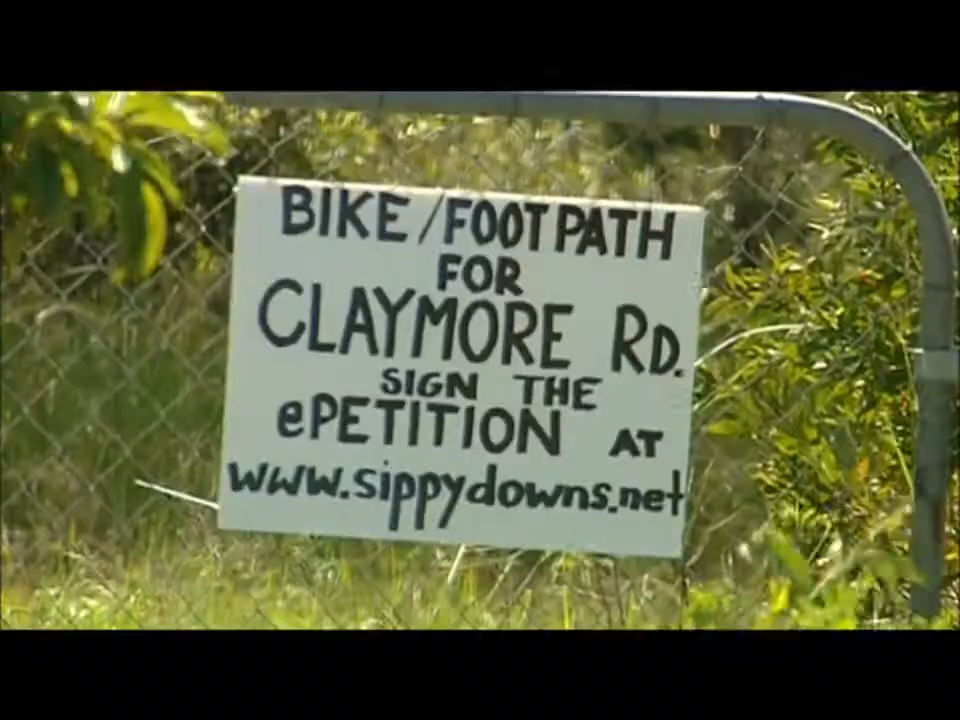 BIKE/FOOTPATH
FOR
CLAYMORE RD.
SIGN THE
ePETITION AT
www.sippydowns.net